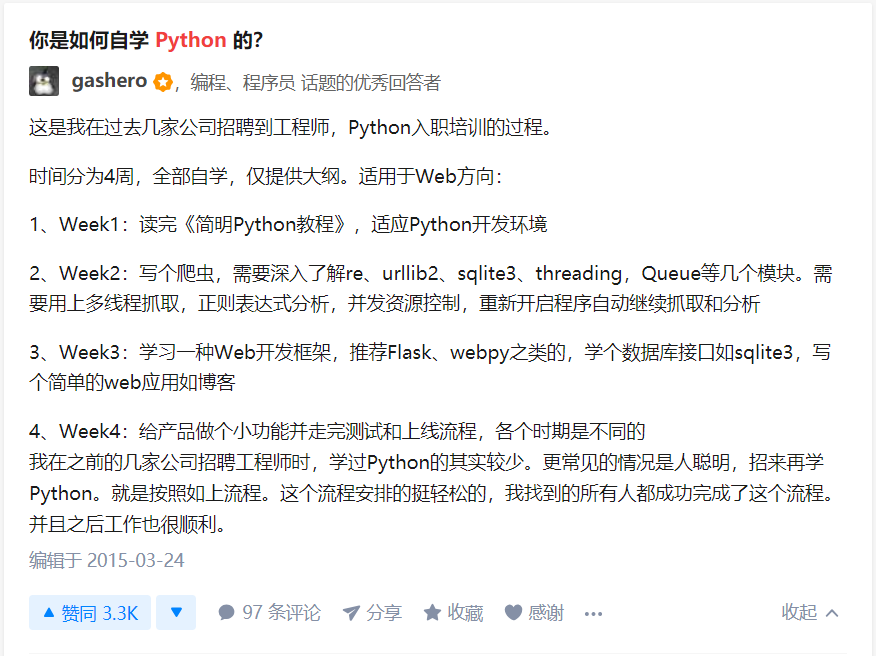 你是如何自学 Python 的？
gashero ，编程、程序员 话题的优秀回答者
这是我在过去几家公司招聘到工程师，Python入职培训的过程。
时间分为4周，全部自学，仅提供大纲。适用于Web方向：
1、Week1：读完《简明Python教程》，适应Python开发环境
2、Week2：写个爬虫，需要深入了解re、urllib2、sqlite3、threading，Queue等几个模块。需
要用上多线程抓取，正则表达式分析，并发资源控制，重新开启程序自动继续抓取和分析
3、Week3：学习一种Web开发框架，推荐Flask、webpy之类的，学个数据库接口如sqlite3，写
个简单的web应用如博客
4、Week4：给产品做个小功能并走完测试和上线流程，各个时期是不同的
我在之前的几家公司招聘工程师时，学过Python的其实较少。更常见的情况是人聪明，招来再学
Python。就是按照如上流程。这个流程安排的挺轻松的，我找到的所有人都成功完成了这个流程。
并且之后工作也很顺利。
编辑于 2015-03-24
赞同 3.3K 97 条评论 分享 收藏 感谢 ··· 收起